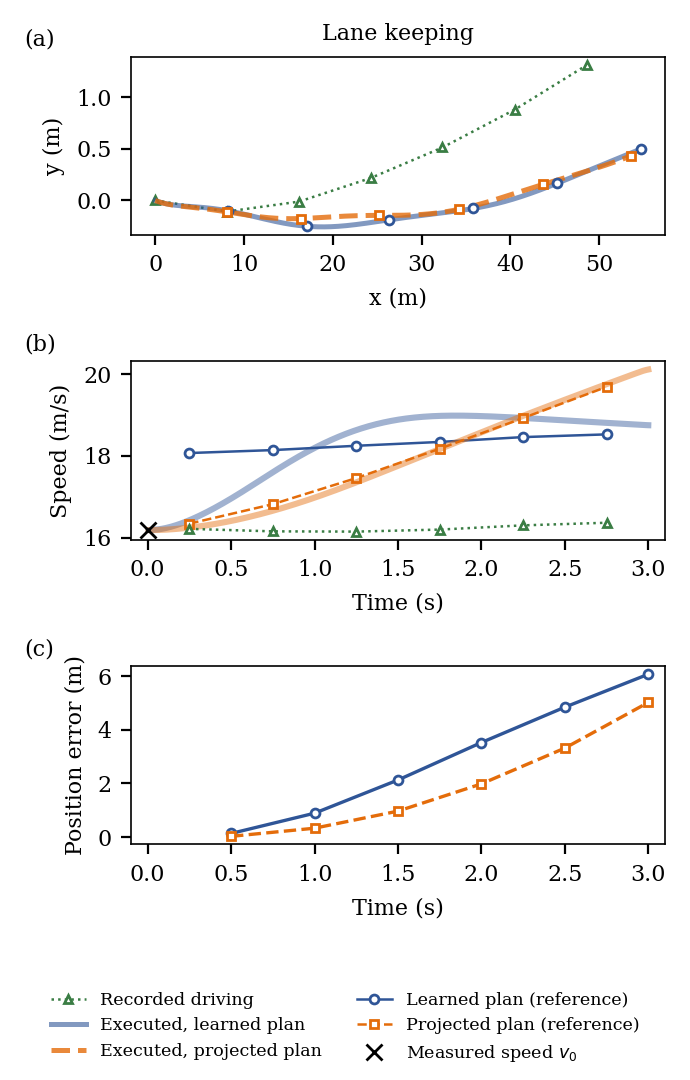 (a)
Lane keeping
y (m)
1.0
0.5
0.0
0 10 20 30 40 50
x (m)
(b)
Speed (m/s)
20
18
16
0.0 0.5 1.0 1.5 2.0 2.5 3.0
Time (s)
(c)
Position error (m)
6
4
2
0
0.0 0.5 1.0 1.5 2.0 2.5 3.0
Time (s)
Recorded driving
Executed, learned plan
Executed, projected plan
Learned plan (reference)
Projected plan (reference)
Measured speed v₀